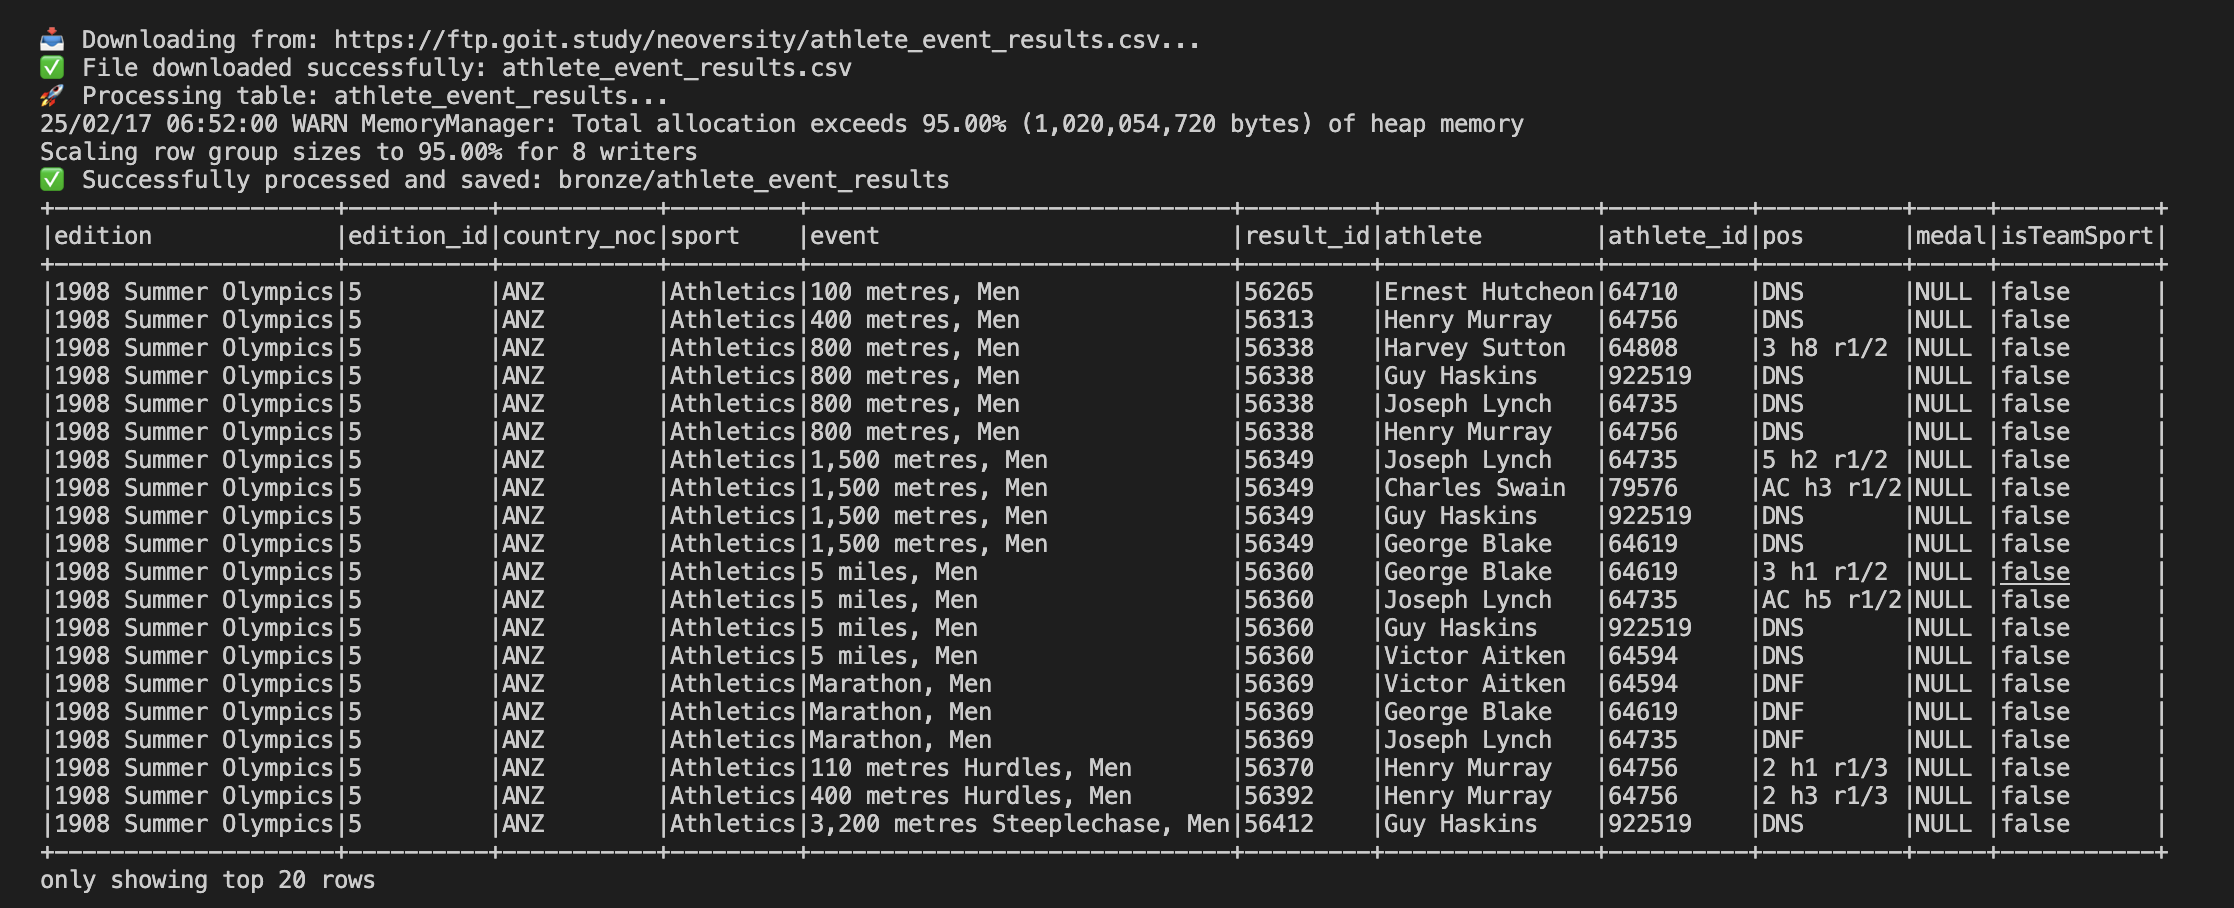 📥 Downloading from: https://ftp.goit.study/neoversity/athlete_event_results.csv...
✅ File downloaded successfully: athlete_event_results.csv
🚀 Processing table: athlete_event_results...
25/02/17 06:52:00 WARN MemoryManager: Total allocation exceeds 95.00% (1,020,054,720 bytes) of heap memory
Scaling row group sizes to 95.00% for 8 writers
✅ Successfully processed and saved: bronze/athlete_event_results
+---------------------+----------+-----------+----------+------------------------------+---------+---------------+----------+----------+-----+-----------+
|edition              |edition_id|country_noc|sport     |event                         |result_id|athlete        |athlete_id|pos       |medal|isTeamSport|
+---------------------+----------+-----------+----------+------------------------------+---------+---------------+----------+----------+-----+-----------+
|1908 Summer Olympics|5         |ANZ        |Athletics|100 metres, Men               |56265    |Ernest Hutcheon|64710     |DNS       |NULL |false      |
|1908 Summer Olympics|5         |ANZ        |Athletics|400 metres, Men               |56313    |Henry Murray   |64756     |DNS       |NULL |false      |
|1908 Summer Olympics|5         |ANZ        |Athletics|800 metres, Men               |56338    |Harvey Sutton  |64808     |3 h8 r1/2 |NULL |false      |
|1908 Summer Olympics|5         |ANZ        |Athletics|800 metres, Men               |56338    |Guy Haskins    |922519    |DNS       |NULL |false      |
|1908 Summer Olympics|5         |ANZ        |Athletics|800 metres, Men               |56338    |Joseph Lynch   |64735     |DNS       |NULL |false      |
|1908 Summer Olympics|5         |ANZ        |Athletics|800 metres, Men               |56338    |Henry Murray   |64756     |DNS       |NULL |false      |
|1908 Summer Olympics|5         |ANZ        |Athletics|1,500 metres, Men             |56349    |Joseph Lynch   |64735     |5 h2 r1/2 |NULL |false      |
|1908 Summer Olympics|5         |ANZ        |Athletics|1,500 metres, Men             |56349    |Charles Swain  |79576     |AC h3 r1/2|NULL |false      |
|1908 Summer Olympics|5         |ANZ        |Athletics|1,500 metres, Men             |56349    |Guy Haskins    |922519    |DNS       |NULL |false      |
|1908 Summer Olympics|5         |ANZ        |Athletics|1,500 metres, Men             |56349    |George Blake   |64619     |DNS       |NULL |false      |
|1908 Summer Olympics|5         |ANZ        |Athletics|5 miles, Men                  |56360    |George Blake   |64619     |3 h1 r1/2 |NULL |false      |
|1908 Summer Olympics|5         |ANZ        |Athletics|5 miles, Men                  |56360    |Joseph Lynch   |64735     |AC h5 r1/2|NULL |false      |
|1908 Summer Olympics|5         |ANZ        |Athletics|5 miles, Men                  |56360    |Guy Haskins    |922519    |DNS       |NULL |false      |
|1908 Summer Olympics|5         |ANZ        |Athletics|5 miles, Men                  |56360    |Victor Aitken  |64594     |DNS       |NULL |false      |
|1908 Summer Olympics|5         |ANZ        |Athletics|Marathon, Men                 |56369    |Victor Aitken  |64594     |DNF       |NULL |false      |
|1908 Summer Olympics|5         |ANZ        |Athletics|Marathon, Men                 |56369    |George Blake   |64619     |DNF       |NULL |false      |
|1908 Summer Olympics|5         |ANZ        |Athletics|Marathon, Men                 |56369    |Joseph Lynch   |64735     |DNF       |NULL |false      |
|1908 Summer Olympics|5         |ANZ        |Athletics|110 metres Hurdles, Men       |56370    |Henry Murray   |64756     |2 h1 r1/3 |NULL |false      |
|1908 Summer Olympics|5         |ANZ        |Athletics|400 metres Hurdles, Men       |56392    |Henry Murray   |64756     |2 h3 r1/3 |NULL |false      |
|1908 Summer Olympics|5         |ANZ        |Athletics|3,200 metres Steeplechase, Men|56412    |Guy Haskins    |922519    |DNS       |NULL |false      |
+---------------------+----------+-----------+----------+------------------------------+---------+---------------+----------+----------+-----+-----------+
only showing top 20 rows